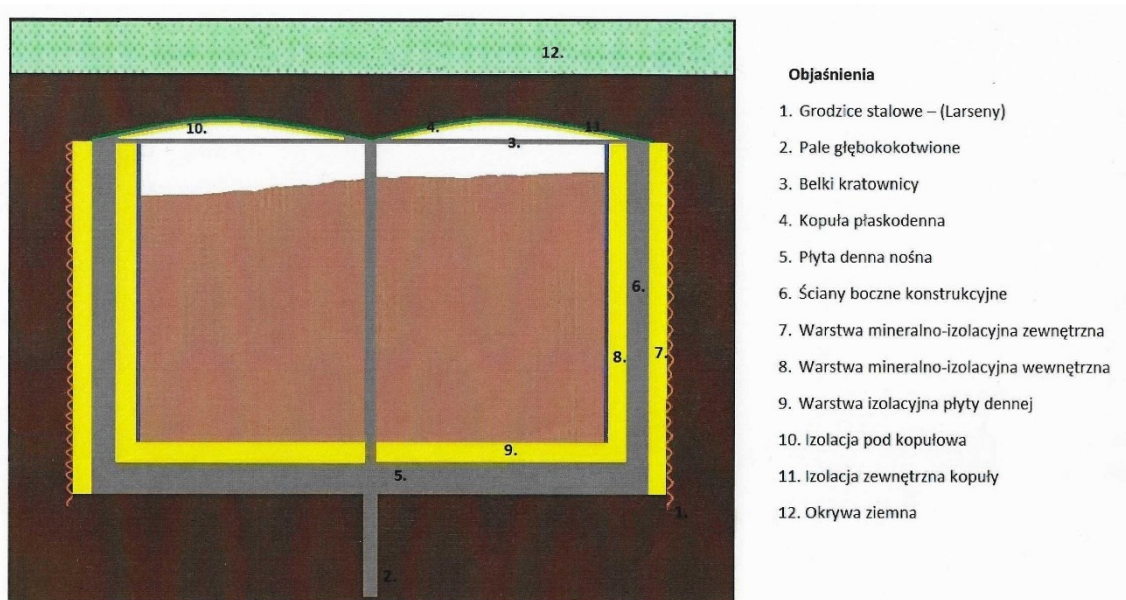 12.
10.
4.
11.
3.
6.
8.
7.
9.
5.
1.
2.
Objaśnienia
1. Grodzice stalowe – (Larseny)
2. Pale głębokokotwione
3. Belki kratownicy
4. Kopuła płaskodenna
5. Płyta denna nośna
6. Ściany boczne konstrukcyjne
7. Warstwa mineralno-izolacyjna zewnętrzna
8. Warstwa mineralno-izolacyjna wewnętrzna
9. Warstwa izolacyjna płyty dennej
10. Izolacja pod kopułowa
11. Izolacja zewnętrzna kopuły
12. Okrywa ziemna